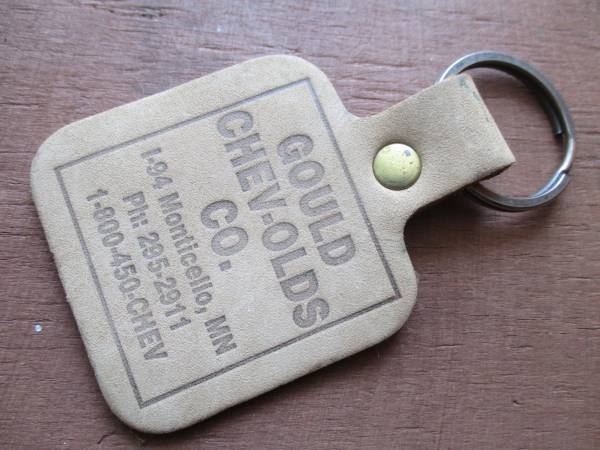 GOULD
CHEV-OLDS
CO.
I-94 Monticello, MN
Ph: 295-2911
1-800-450-CHEV